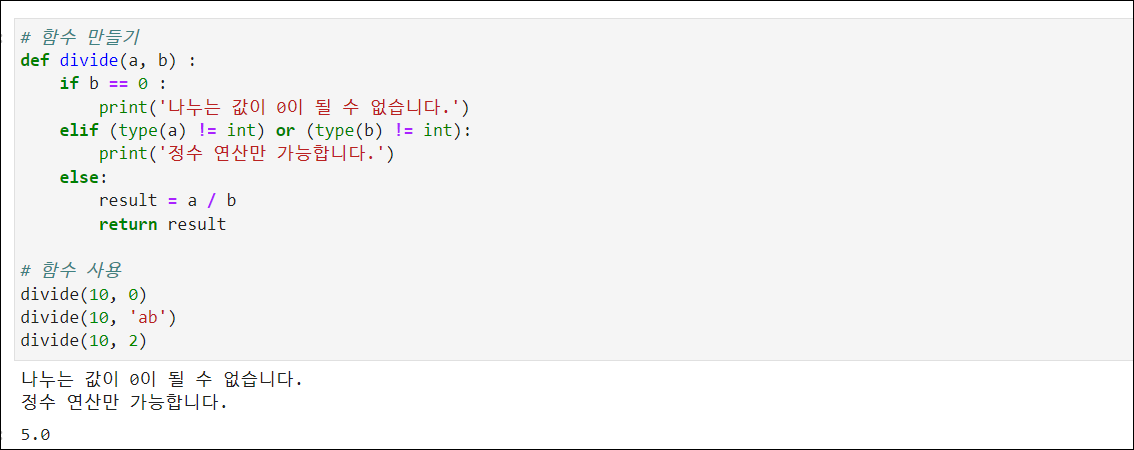 # 함수 만들기
def divide(a, b) :
    if b == 0 :
        print('나누는 값이 0이 될 수 없습니다.')
    elif (type(a) != int) or (type(b) != int):
        print('정수 연산만 가능합니다.')
    else:
        result = a / b
        return result

# 함수 사용
divide(10, 0)
divide(10, 'ab')
divide(10, 2)
나누는 값이 0이 될 수 없습니다.
정수 연산만 가능합니다.
5.0